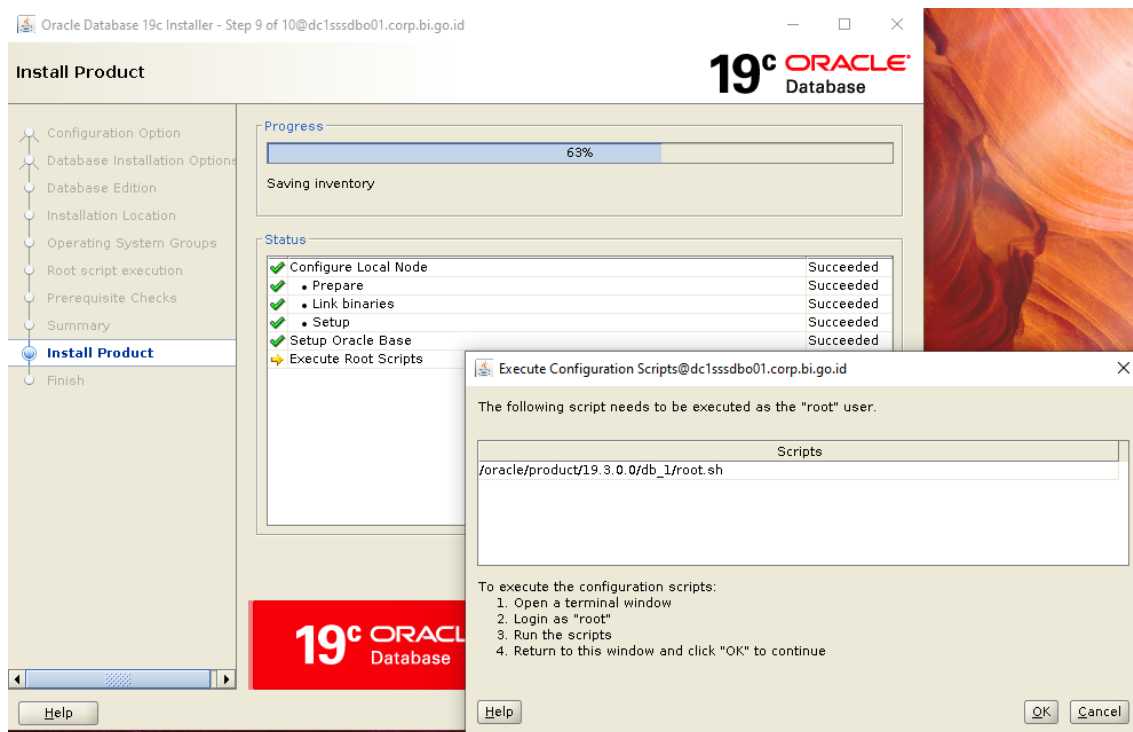 Oracle Database 19c Installer - Step 9 of 10@dc1sssdbo01.corp.bi.go.id
Install Product
19c ORACLE
Database
Configuration Option
Database Installation Options
Database Edition
Installation Location
Operating System Groups
Root script execution
Prerequisite Checks
Summary
Install Product
Finish
Progress
63%
Saving inventory
Status
Configure Local Node Succeeded
• Prepare Succeeded
• Link binaries Succeeded
• Setup Succeeded
Setup Oracle Base Succeeded
Execute Root Scripts
19c ORACL
Database
Help
Execute Configuration Scripts@dc1sssdbo01.corp.bi.go.id
The following script needs to be executed as the "root" user.
Scripts
/oracle/product/19.3.0.0/db_1/root.sh
To execute the configuration scripts:
1. Open a terminal window
2. Login as "root"
3. Run the scripts
4. Return to this window and click "OK" to continue
Help
OK
Cancel